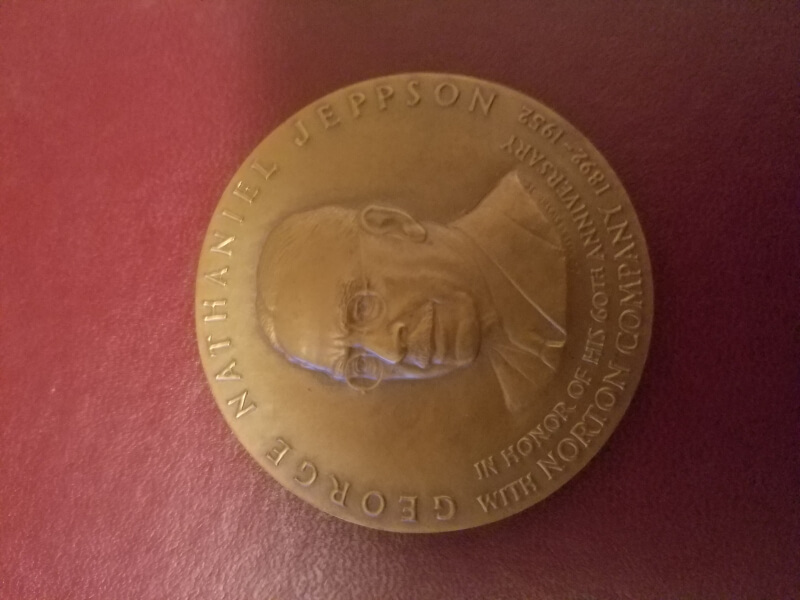 GEORGE NATHANIEL JEPPSON
IN HONOR OF HIS 60TH ANNIVERSARY
WITH NORTON COMPANY 1892-1952